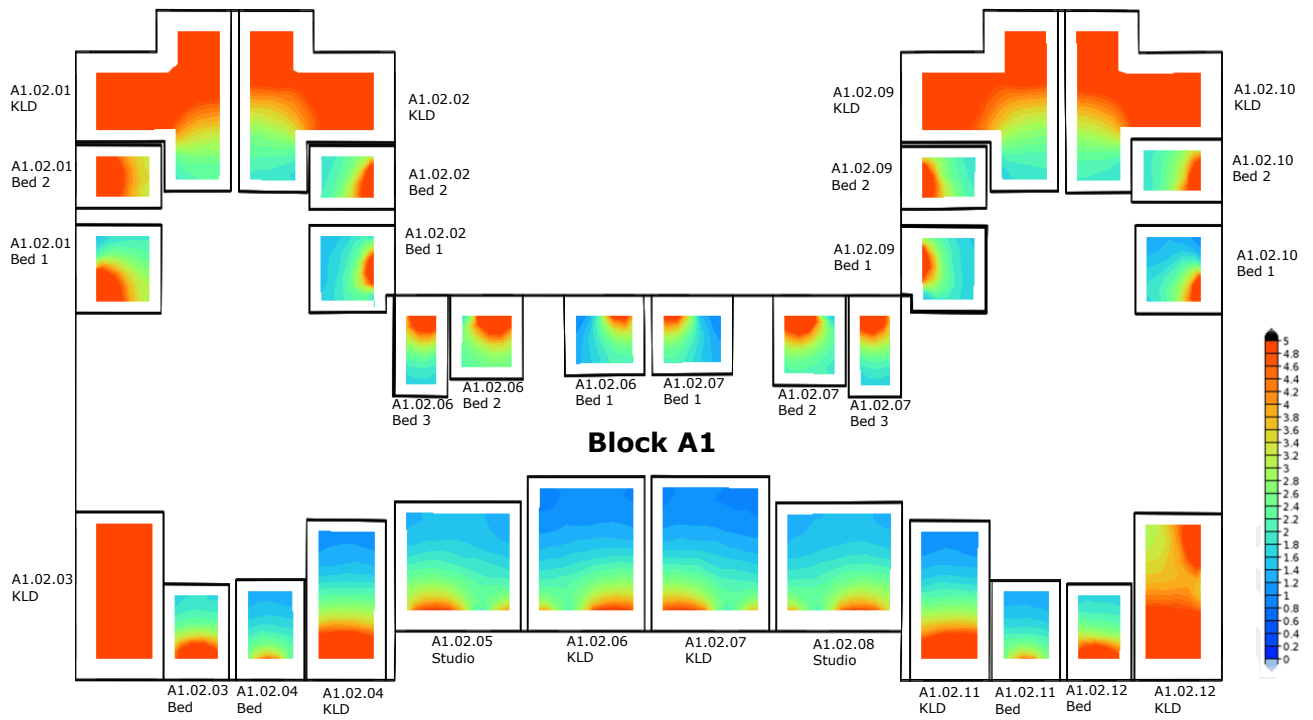 A1.02.01
KLD
A1.02.02
KLD
A1.02.09
KLD
A1.02.10
KLD
A1.02.01
Bed 2
A1.02.02
Bed 2
A1.02.09
Bed 2
A1.02.10
Bed 2
A1.02.01
Bed 1
A1.02.02
Bed 1
A1.02.09
Bed 1
A1.02.10
Bed 1
A1.02.06
Bed 3
A1.02.06
Bed 2
A1.02.06
Bed 1
A1.02.07
Bed 1
A1.02.07
Bed 2
A1.02.07
Bed 3
Block A1
5
4.8
4.6
4.4
4.2
4
3.8
3.6
3.4
3.2
3
2.8
2.6
2.4
2.2
2
1.8
1.6
1.4
1.2
1
0.8
0.6
0.4
0.2
0
A1.02.03
KLD
A1.02.03
Bed
A1.02.04
Bed
A1.02.04
KLD
A1.02.05
Studio
A1.02.06
KLD
A1.02.07
KLD
A1.02.08
Studio
A1.02.11
KLD
A1.02.11
Bed
A1.02.12
Bed
A1.02.12
KLD